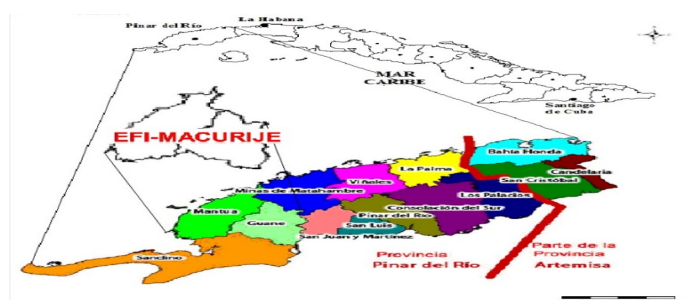 La Habana
Pinar del Río
MAR
CARIBE
Santiago
de Cuba
EFI-MACURIJE
Bahía Honda
La Palma
Candelaria
San Cristóbal
Viñales
Minas de Matahambre
Los Palacios
Consolación del Sur
Mantua
Pinar del Río
Guane
San Luis
San Juan y Martínez
Sandino
Parte de la
Provincia
Artemisa
Provincia
Pinar del Río